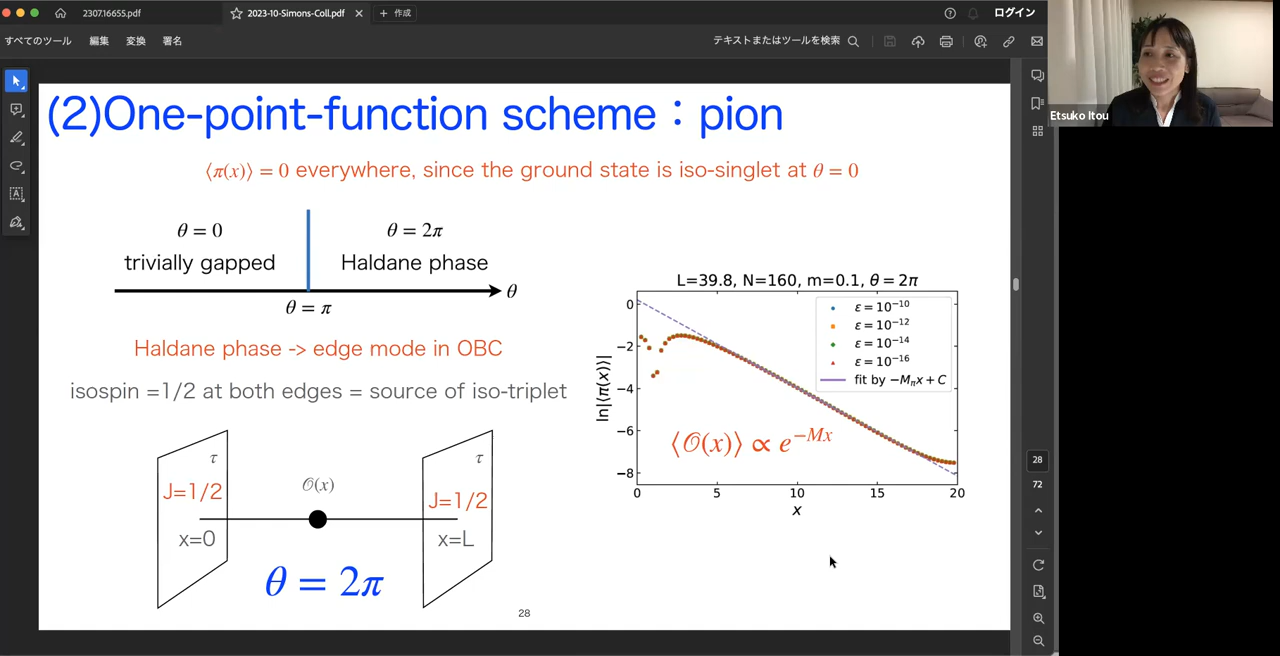 2307.16655.pdf
2023-10-Simons-Coll.pdf
+ 作成
ログイン
すべてのツール 編集 変換 署名
テキストまたはツールを検索
Etsuko Itou
(2)One-point-function scheme：pion
⟨π(x)⟩ = 0 everywhere, since the ground state is iso-singlet at θ = 0
θ = 0
θ = 2π
trivially gapped
Haldane phase
θ
θ = π
Haldane phase -> edge mode in OBC
isospin =1/2 at both edges = source of iso-triplet
τ
τ
J=1/2
𝒪(x)
J=1/2
x=0
x=L
θ = 2π
L=39.8, N=160, m=0.1, θ = 2π
ε = 10⁻¹⁰
ε = 10⁻¹²
ε = 10⁻¹⁴
ε = 10⁻¹⁶
fit by −Mπx + C
ln|⟨π(x)⟩|
0
−2
−4
−6
−8
⟨𝒪(x)⟩ ∝ e^{−Mx}
0 5 10 15 20
x
28
28
72